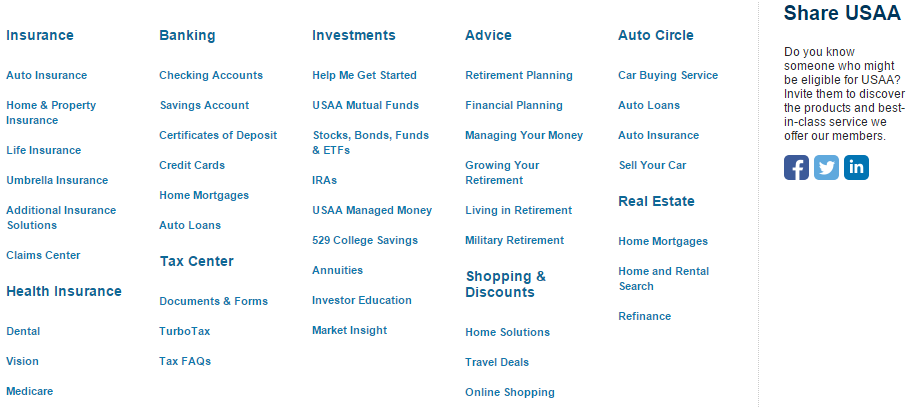 Insurance
Auto Insurance
Home & Property
Insurance
Life Insurance
Umbrella Insurance
Additional Insurance
Solutions
Claims Center
Health Insurance
Dental
Vision
Medicare
Banking
Checking Accounts
Savings Account
Certificates of Deposit
Credit Cards
Home Mortgages
Auto Loans
Tax Center
Documents & Forms
TurboTax
Tax FAQs
Investments
Help Me Get Started
USAA Mutual Funds
Stocks, Bonds, Funds
& ETFs
IRAs
USAA Managed Money
529 College Savings
Annuities
Investor Education
Market Insight
Advice
Retirement Planning
Financial Planning
Managing Your Money
Growing Your
Retirement
Living in Retirement
Military Retirement
Shopping &
Discounts
Home Solutions
Travel Deals
Online Shopping
Auto Circle
Car Buying Service
Auto Loans
Auto Insurance
Sell Your Car
Real Estate
Home Mortgages
Home and Rental
Search
Refinance
Share USAA
Do you know
someone who might
be eligible for USAA?
Invite them to discover
the products and best-
in-class service we
offer our members.
f
in